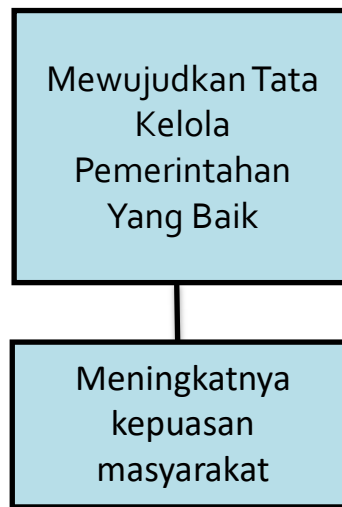 Mewujudkan Tata
Kelola
Pemerintahan
Yang Baik
Meningkatnya
kepuasan
masyarakat